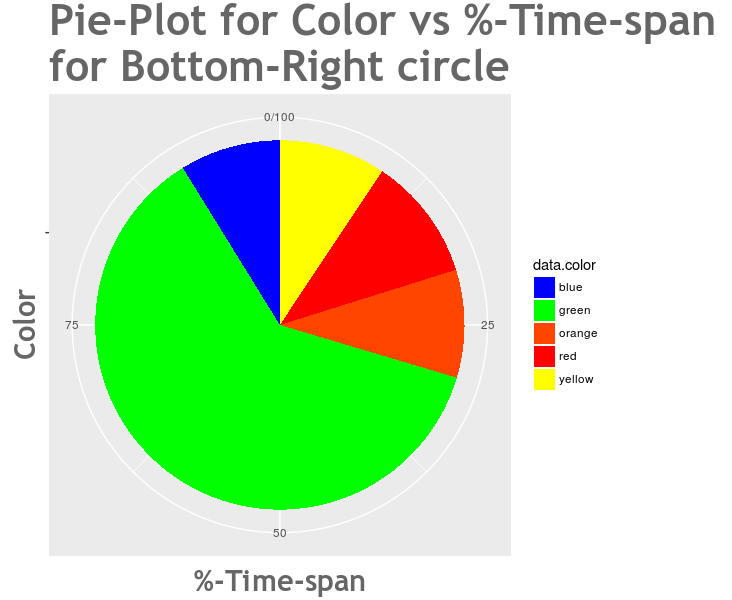 Pie-Plot for Color vs %-Time-span
for Bottom-Right circle
0/100
25
50
75
Color
%-Time-span
data.color
blue
green
orange
red
yellow